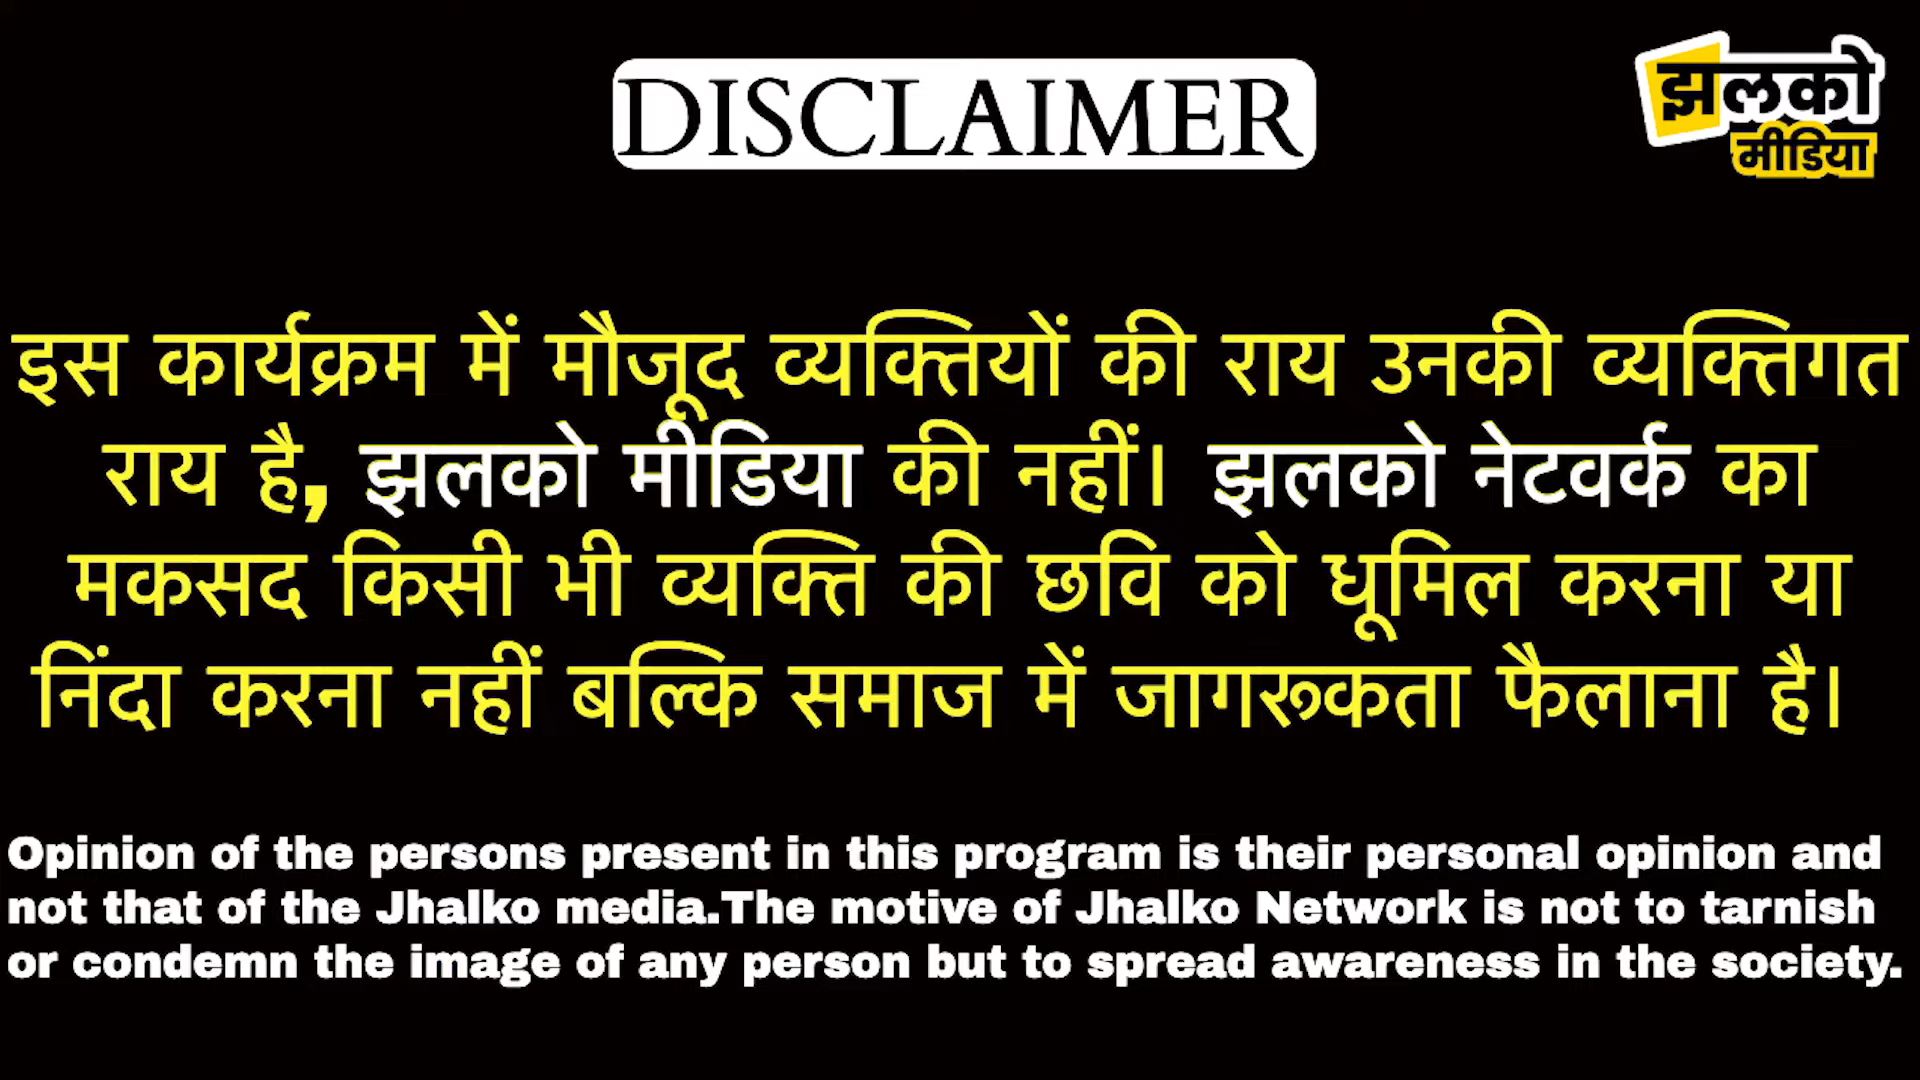 DISCLAIMER
झलको
मीडिया
इस कार्यक्रम में मौजूद व्यक्तियों की राय उनकी व्यक्तिगत
राय है, झलको मीडिया की नहीं। झलको नेटवर्क का
मकसद किसी भी व्यक्ति की छवि को धूमिल करना या
निंदा करना नहीं बल्कि समाज में जागरूकता फैलाना है।
Opinion of the persons present in this program is their personal opinion and
not that of the Jhalko media.The motive of Jhalko Network is not to tarnish
or condemn the image of any person but to spread awareness in the society.